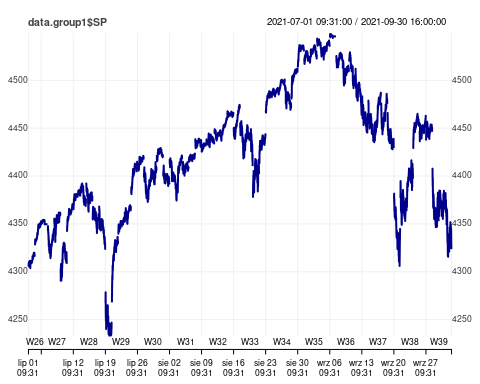 data.group1$SP 2021-07-01 09:31:00 / 2021-09-30 16:00:00
4500 4500
4450 4450
4400 4400
4350 4350
4300 4300
4250 4250
W26 W27 W28 W29 W30 W31 W32 W33 W34 W35 W36 W37 W38 W39
lip 01 lip 12 lip 19 lip 26 sie 02 sie 09 sie 16 sie 23 sie 30 wrz 06 wrz 13 wrz 20 wrz 27
09:31 09:31 09:31 09:31 09:31 09:31 09:31 09:31 09:31 09:31 09:31 09:31 09:31